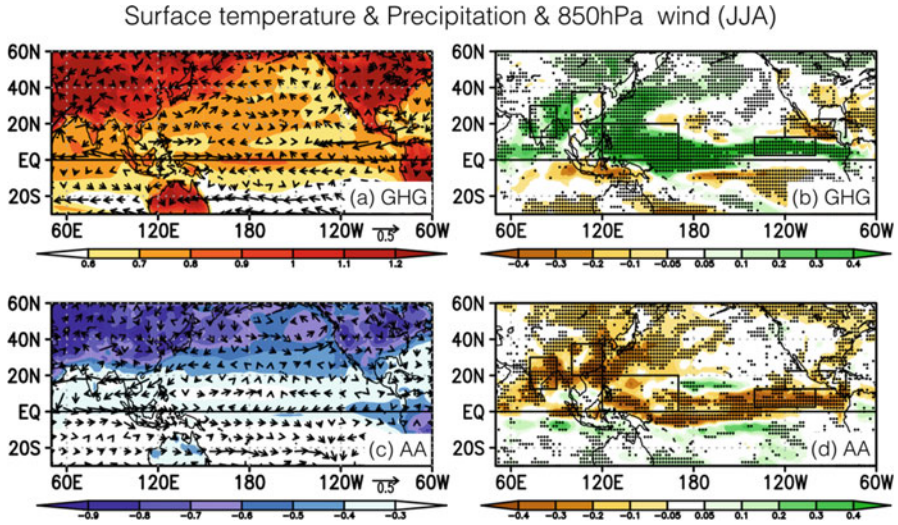 Surface temperature & Precipitation & 850hPa wind (JJA)
60N 60N
40N 40N
20N 20N
EQ EQ
20S 20S
(a) GHG (b) GHG
60E 120E 180 120W 60W 60E 120E 180 120W 60W
0.5
0.6 0.7 0.8 0.9 1 1.1 1.2 -0.4 -0.3 -0.2 -0.1 -0.05 0.05 0.1 0.2 0.3 0.4
60N 60N
40N 40N
20N 20N
EQ EQ
20S 20S
(c) AA (d) AA
60E 120E 180 120W 60W 60E 120E 180 120W 60W
0.5
-0.9 -0.8 -0.7 -0.6 -0.5 -0.4 -0.3 -0.4 -0.3 -0.2 -0.1 -0.05 0.05 0.1 0.2 0.3 0.4